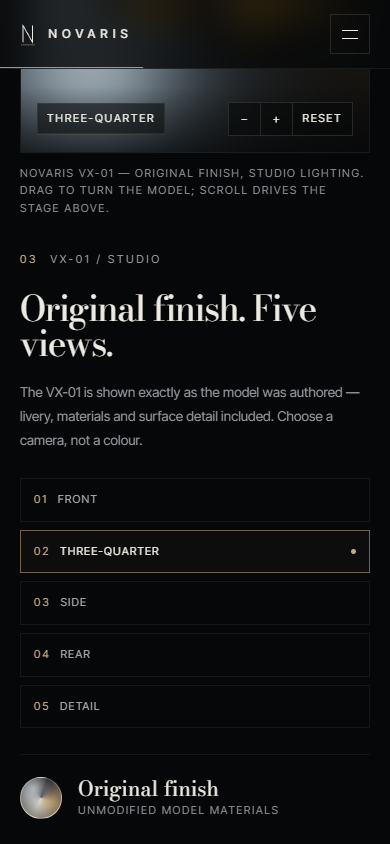 N NOVARIS
THREE-QUARTER − + RESET
NOVARIS VX-01 — ORIGINAL FINISH, STUDIO LIGHTING.
DRAG TO TURN THE MODEL; SCROLL DRIVES THE
STAGE ABOVE.
03 VX-01 / STUDIO
Original finish. Five
views.
The VX-01 is shown exactly as the model was authored —
livery, materials and surface detail included. Choose a
camera, not a colour.
01 FRONT
02 THREE-QUARTER
03 SIDE
04 REAR
05 DETAIL
Original finish
UNMODIFIED MODEL MATERIALS